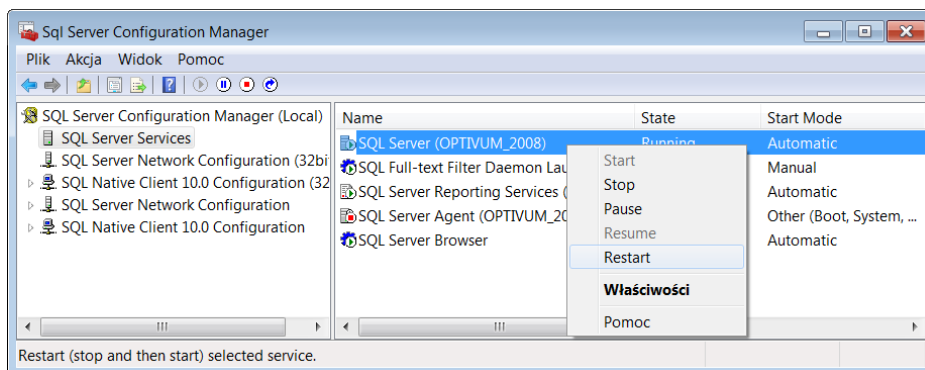 Sql Server Configuration Manager
Plik Akcja Widok Pomoc
SQL Server Configuration Manager (Local)
SQL Server Services
SQL Server Network Configuration (32bi
SQL Native Client 10.0 Configuration (32
SQL Server Network Configuration
SQL Native Client 10.0 Configuration
Name State Start Mode
SQL Server (OPTIVUM_2008) Running Automatic
SQL Full-text Filter Daemon Lau Manual
SQL Server Reporting Services ( Automatic
SQL Server Agent (OPTIVUM_20 Other (Boot, System, ...
SQL Server Browser Automatic
Start
Stop
Pause
Resume
Restart
Właściwości
Pomoc
Restart (stop and then start) selected service.